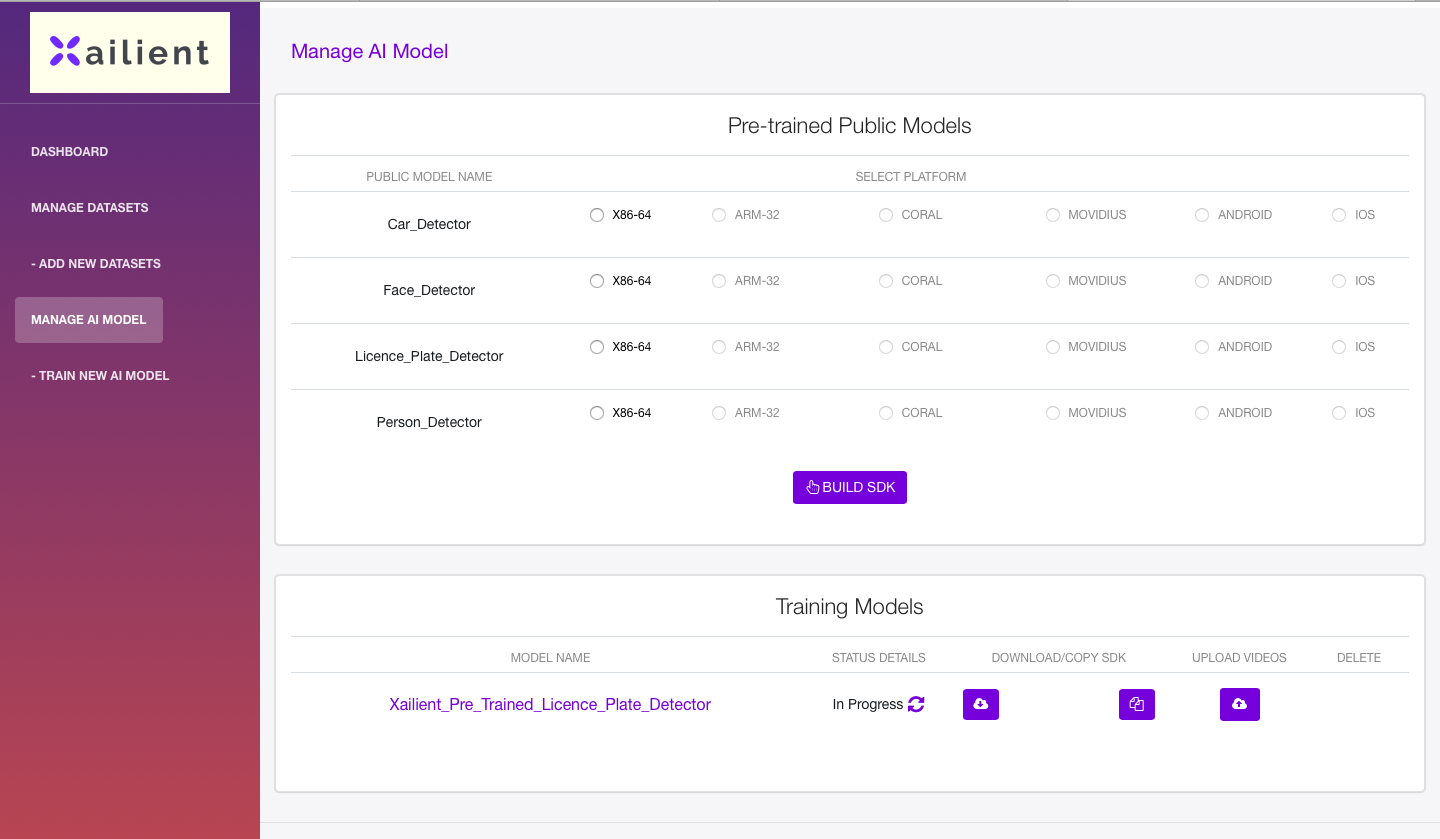 Xailient
Manage AI Model
DASHBOARD
MANAGE DATASETS
- ADD NEW DATASETS
MANAGE AI MODEL
- TRAIN NEW AI MODEL
Pre-trained Public Models
PUBLIC MODEL NAME SELECT PLATFORM
Car_Detector X86-64 ARM-32 CORAL MOVIDIUS ANDROID IOS
Face_Detector X86-64 ARM-32 CORAL MOVIDIUS ANDROID IOS
Licence_Plate_Detector X86-64 ARM-32 CORAL MOVIDIUS ANDROID IOS
Person_Detector X86-64 ARM-32 CORAL MOVIDIUS ANDROID IOS
BUILD SDK
Training Models
MODEL NAME STATUS DETAILS DOWNLOAD/COPY SDK UPLOAD VIDEOS DELETE
Xailient_Pre_Trained_Licence_Plate_Detector In Progress